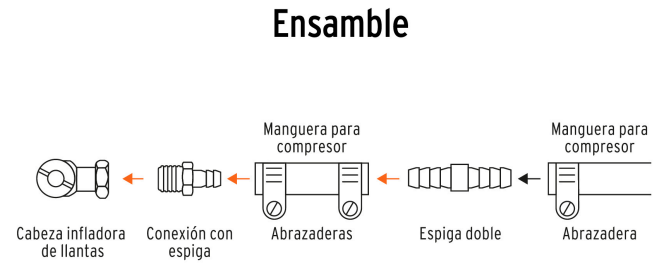 Ensamble
Manguera para
compresor
Manguera para
compresor
Cabeza infladora
de llantas
Conexión con
espiga
Abrazaderas
Espiga doble
Abrazadera